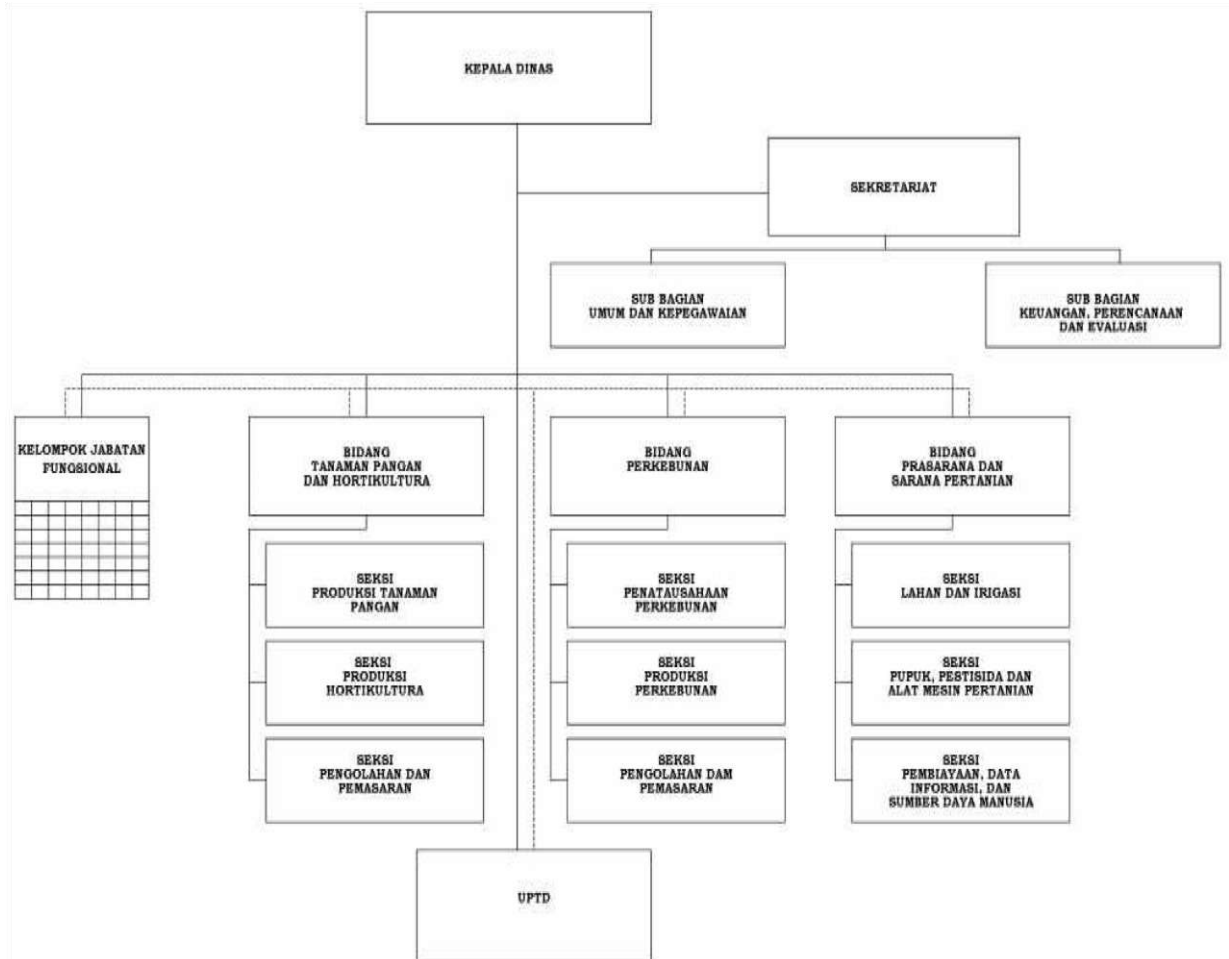 KEPALA DINAS
SEKRETARIAT
SUB BAGIAN
UMUM DAN KEPEGAWAIAN
SUB BAGIAN
KEUANGAN, PERENCANAAN
DAN EVALUASI
KELOMPOK JABATAN
FUNGSIONAL
BIDANG
TANAMAN PANGAN
DAN HORTIKULTURA
BIDANG
PERKEBUNAN
BIDANG
PRASARANA DAN
SARANA PERTANIAN
SEKSI
PRODUKSI TANAMAN
PANGAN
SEKSI
PENATAUSAHAAN
PERKEBUNAN
SEKSI
LAHAN DAN IRIGASI
SEKSI
PRODUKSI
HORTIKULTURA
SEKSI
PRODUKSI
PERKEBUNAN
SEKSI
PUPUK, PESTISIDA DAN
ALAT MESIN PERTANIAN
SEKSI
PENGOLAHAN DAN
PEMASARAN
SEKSI
PENGOLAHAN DAM
PEMASARAN
SEKSI
PEMBIAYAAN, DATA
INFORMASI, DAN
SUMBER DAYA MANUSIA
UPTD